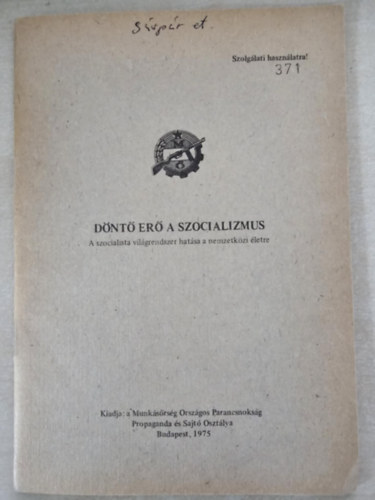 et.
Szolgálati használatra!
371
DÖNTŐ ERŐ A SZOCIALIZMUS
A szocialista világrendszer hatása a nemzetközi életre
Kiadja: a Munkásőrség Országos Parancsnokság
Propaganda és Sajtó Osztálya
Budapest, 1975